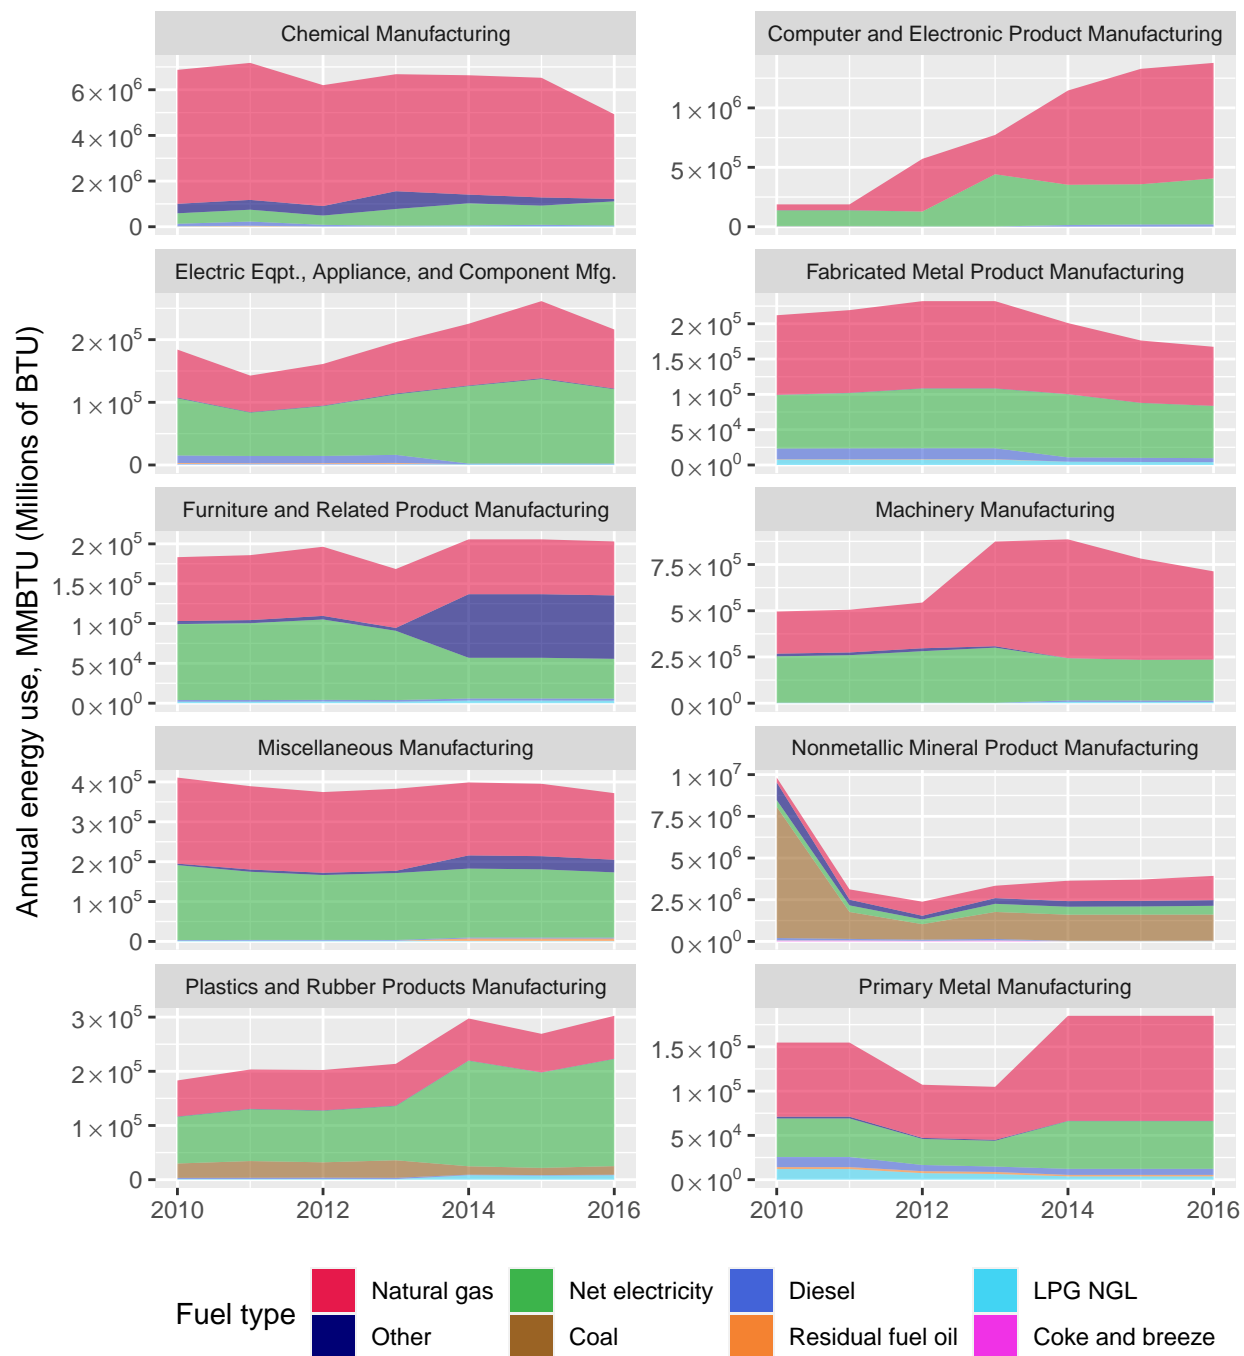 Chemical Manufacturing
Computer and Electronic Product Manufacturing
6×10⁶
4×10⁶
2×10⁶
0
1×10⁶
5×10⁵
0
Electric Eqpt., Appliance, and Component Mfg.
Fabricated Metal Product Manufacturing
2×10⁵
1×10⁵
0
2×10⁵
1.5×10⁵
1×10⁵
5×10⁴
0×10⁰
Furniture and Related Product Manufacturing
Machinery Manufacturing
2×10⁵
1.5×10⁵
1×10⁵
5×10⁴
0×10⁰
7.5×10⁵
5×10⁵
2.5×10⁵
0×10⁰
Annual energy use, MMBTU (Millions of BTU)
Miscellaneous Manufacturing
Nonmetallic Mineral Product Manufacturing
4×10⁵
3×10⁵
2×10⁵
1×10⁵
0
1×10⁷
7.5×10⁶
5×10⁶
2.5×10⁶
0×10⁰
Plastics and Rubber Products Manufacturing
Primary Metal Manufacturing
3×10⁵
2×10⁵
1×10⁵
0
1.5×10⁵
1×10⁵
5×10⁴
0×10⁰
2010 2012 2014 2016
2010 2012 2014 2016
Fuel type
Natural gas Net electricity Diesel LPG NGL
Other Coal Residual fuel oil Coke and breeze